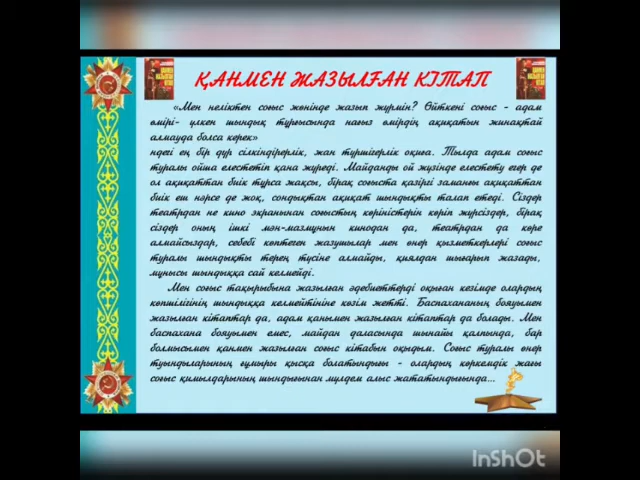 ҚАНМЕН ЖАЗЫЛҒАН КІТАП
«Мен неліктен соғыс жөнінде жазып жүрмін? Өйткені соғыс - адам
өмірі- үлкен шындық тұрғысында нағыз өмірдің ақиқатын жинақтай
алмауда болса керек»
ндегі ең бір дүр сілкіндірерлік, жан түршігерлік оқиға. Тылда адам соғыс
туралы ойша елестетіп қана жүреді. Майданды ой жүзінде елестету егер де
ол ақиқаттан биік тұрса жақсы, бірақ соғыста қазіргі заманғы ақиқаттан
биік еш нәрсе де жоқ, сондықтан ақиқат шындықты талап етеді. Сіздер
театрдан не кино экранынан соғыстың көріністерін көріп жүрсіздер, бірақ
сіздер оның ішкі мән-мазмұнын кинодан да, театрдан да көре
алмайсыздар, себебі көптеген жазушылар мен өнер қызметкерлері соғыс
туралы шындықты терең түсіне алмайды, қиялдан шығарып жазады,
мұнысы шындыққа сай келмейді.
Мен соғыс тақырыбына жазылған әдебиеттерді оқыған кезімде олардың
көпшілігінің шындыққа келмейтініне көзім жетті. Баспахананың бояуымен
жазылған кітаптар да, адам қанымен жазылған кітаптар да болады. Мен
баспахана бояуымен емес, майдан даласында шынайы қалпында, бар
болмысымен қанмен жазылған соғыс кітабын оқыдым. Соғыс туралы өнер
туындыларының ғұмыры қысқа болатындығы - олардың көркемдік жағы
соғыс қимылдарының шындығынан мүлдем алыс жататындығында...
InShOt